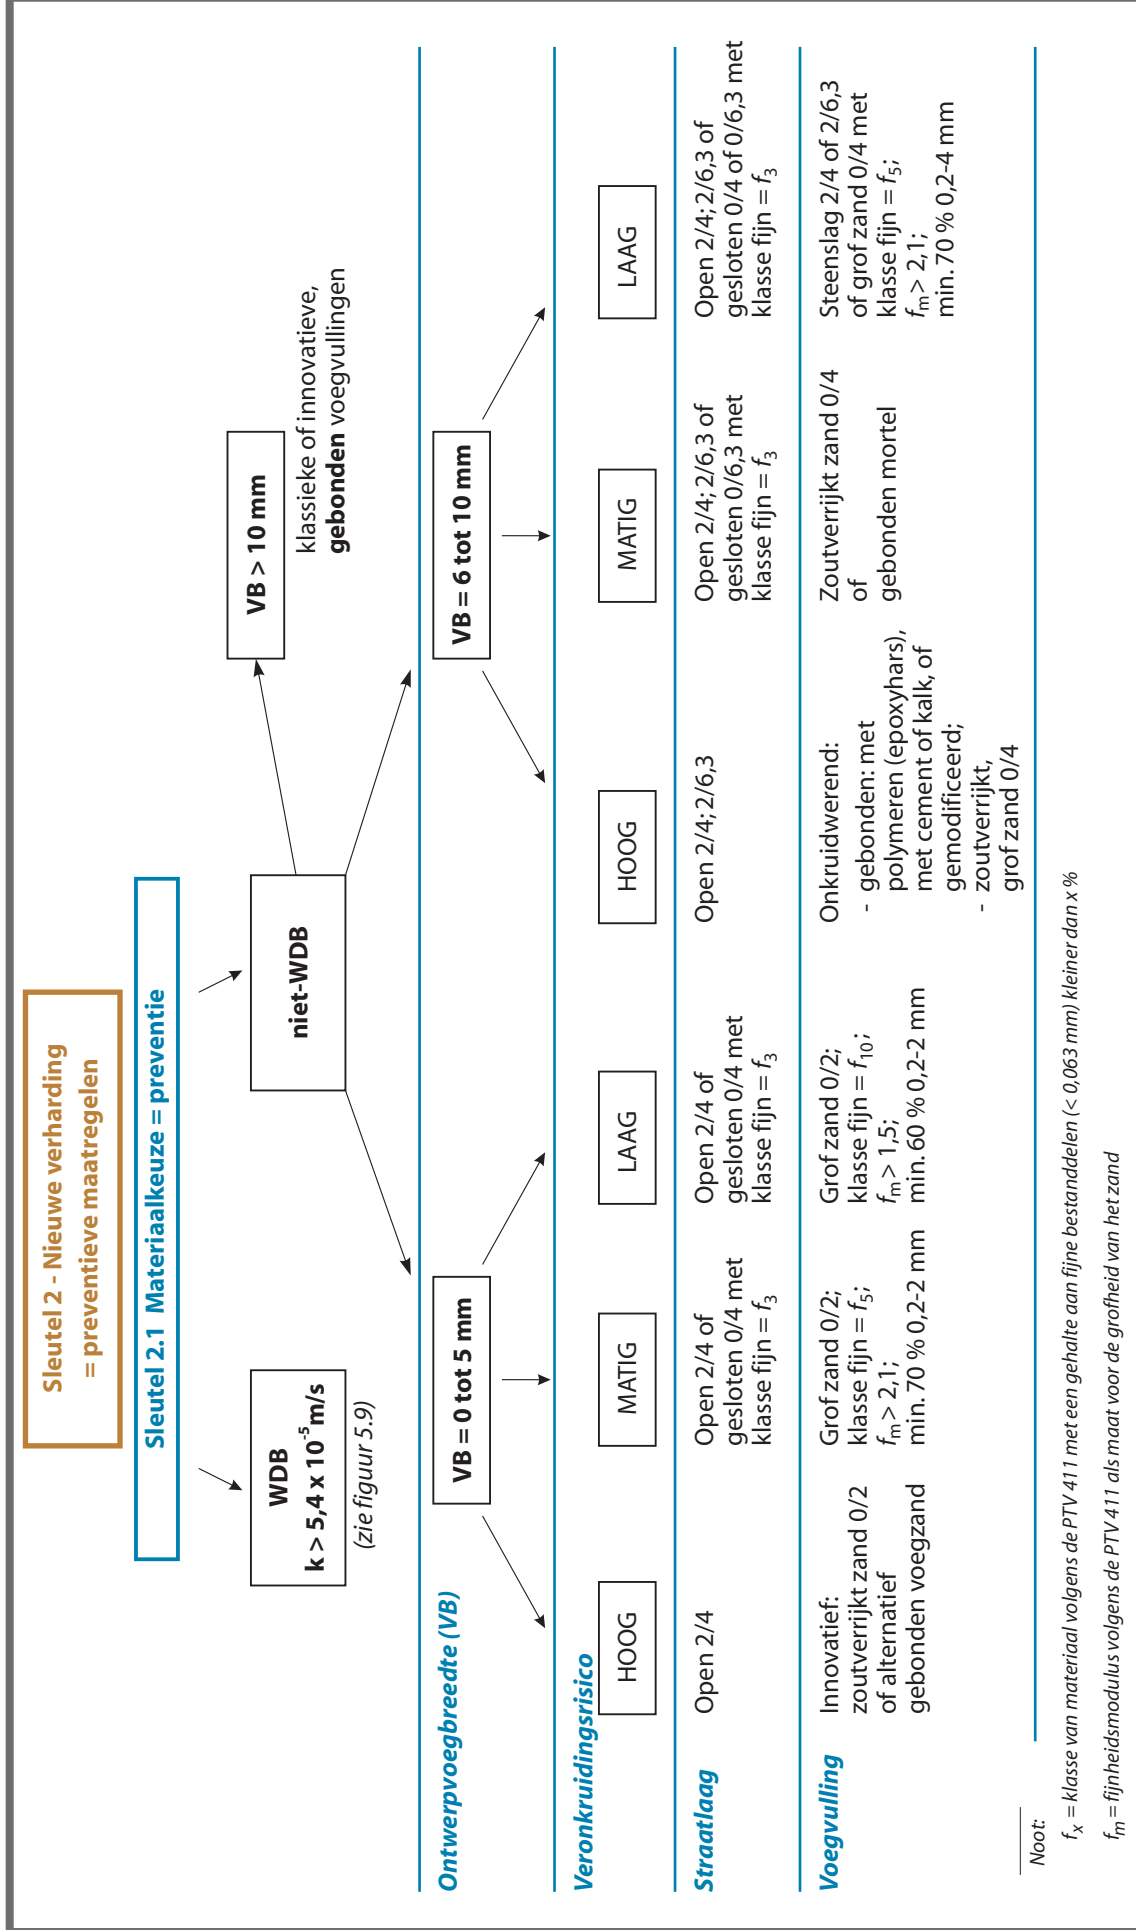 Sleutel 2 - Nieuwe verharding
= preventieve maatregelen
Sleutel 2.1 Materiaalkeuze = preventie
WDB
k > 5,4 x 10⁻⁵ m/s
(zie figuur 5.9)
niet-WDB
VB > 10 mm
klassieke of innovatieve,
gebonden voegvullingen
Ontwerpvoegbreedte (VB)
VB = 0 tot 5 mm
VB = 6 tot 10 mm
Veronkruidingsrisico
HOOG
MATIG
LAAG
HOOG
MATIG
LAAG
Straatlaag
Open 2/4
Open 2/4 of
gesloten 0/4 met
klasse fijn = f₃
Open 2/4 of
gesloten 0/4 met
klasse fijn = f₃
Open 2/4; 2/6,3
Open 2/4; 2/6,3 of
gesloten 0/6,3 met
klasse fijn = f₃
Open 2/4; 2/6,3 of
gesloten 0/4 of 0/6,3 met
klasse fijn = f₃
Voegvulling
Innovatief:
zoutverrijkt zand 0/2
of alternatief
gebonden voegzand
Grof zand 0/2;
klasse fijn = f₅;
fₘ > 2,1;
min. 70 % 0,2-2 mm
Grof zand 0/2;
klasse fijn = f₁₀;
fₘ > 1,5;
min. 60 % 0,2-2 mm
Onkruidwerend:
- gebonden: met
polymeren (epoxyhars),
met cement of kalk, of
gemodificeerd;
- zoutverrijkt,
grof zand 0/4
Zoutverrijkt zand 0/4
of
gebonden mortel
Steenslag 2/4 of 2/6,3
of grof zand 0/4 met
klasse fijn = f₅;
fₘ > 2,1;
min. 70 % 0,2-4 mm
Noot:
fₓ = klasse van materiaal volgens de PTV 411 met een gehalte aan fijne bestanddelen (< 0,063 mm) kleiner dan x %
fₘ = fijnheidsmodulus volgens de PTV 411 als maat voor de grofheid van het zand